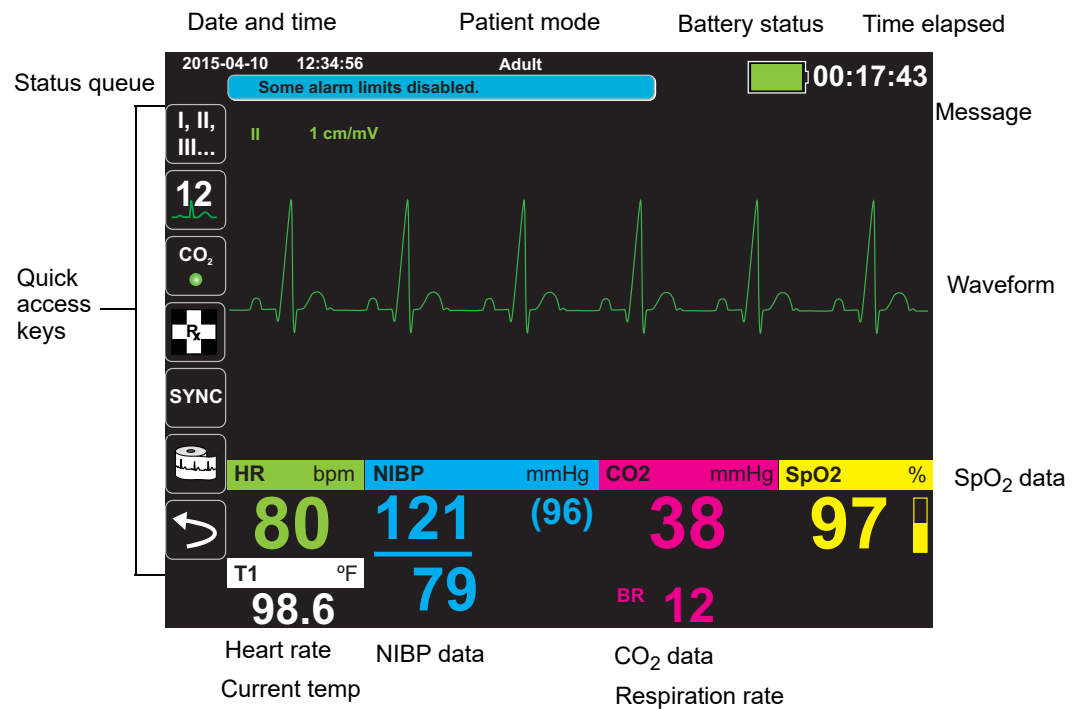 Date and time
Patient mode
Battery status
Time elapsed
Status queue
2015-04-10 12:34:56 Adult
00:17:43
Some alarm limits disabled.
Message
I, II,
III...
II 1 cm/mV
12
CO₂
Quick
access
keys
Waveform
Rx
SYNC
HR bpm
NIBP mmHg
CO2 mmHg
SpO2 %
SpO₂ data
80
121
(96)
38
97
T1 ºF
79
BR 12
98.6
Heart rate
NIBP data
CO₂ data
Current temp
Respiration rate